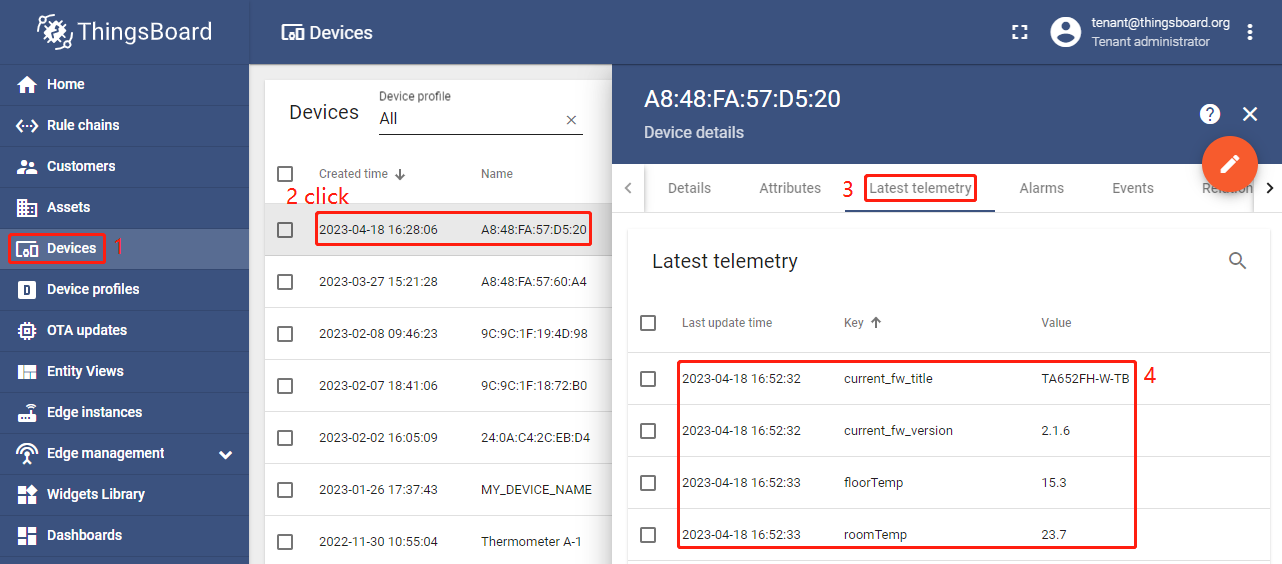 ThingsBoard
Devices
tenant@thingsboard.org
Tenant administrator
Home
Rule chains
Customers
Assets
Devices 1
Device profiles
OTA updates
Entity Views
Edge instances
Edge management
Widgets Library
Dashboards
Devices
Device profile
All
Created time Name
2 click
2023-04-18 16:28:06 A8:48:FA:57:D5:20
2023-03-27 15:21:28 A8:48:FA:57:60:A4
2023-02-08 09:46:23 9C:9C:1F:19:4D:98
2023-02-07 18:41:06 9C:9C:1F:18:72:B0
2023-02-02 16:05:09 24:0A:C4:2C:EB:D4
2023-01-26 17:37:43 MY_DEVICE_NAME
2022-11-30 10:55:04 Thermometer A-1
A8:48:FA:57:D5:20
Device details
?
Details Attributes 3 Latest telemetry Alarms Events Relation
Latest telemetry
Last update time Key Value
2023-04-18 16:52:32 current_fw_title TA652FH-W-TB 4
2023-04-18 16:52:32 current_fw_version 2.1.6
2023-04-18 16:52:33 floorTemp 15.3
2023-04-18 16:52:33 roomTemp 23.7